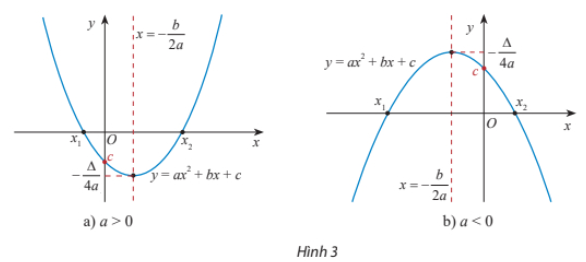 y
x = -b/2a
x₁
O
x₂
x
c
-Δ/4a
y = ax² + bx + c
a) a > 0
y
-Δ/4a
y = ax² + bx + c
c
x₁
x₂
O
x
x = -b/2a
b) a < 0
Hình 3